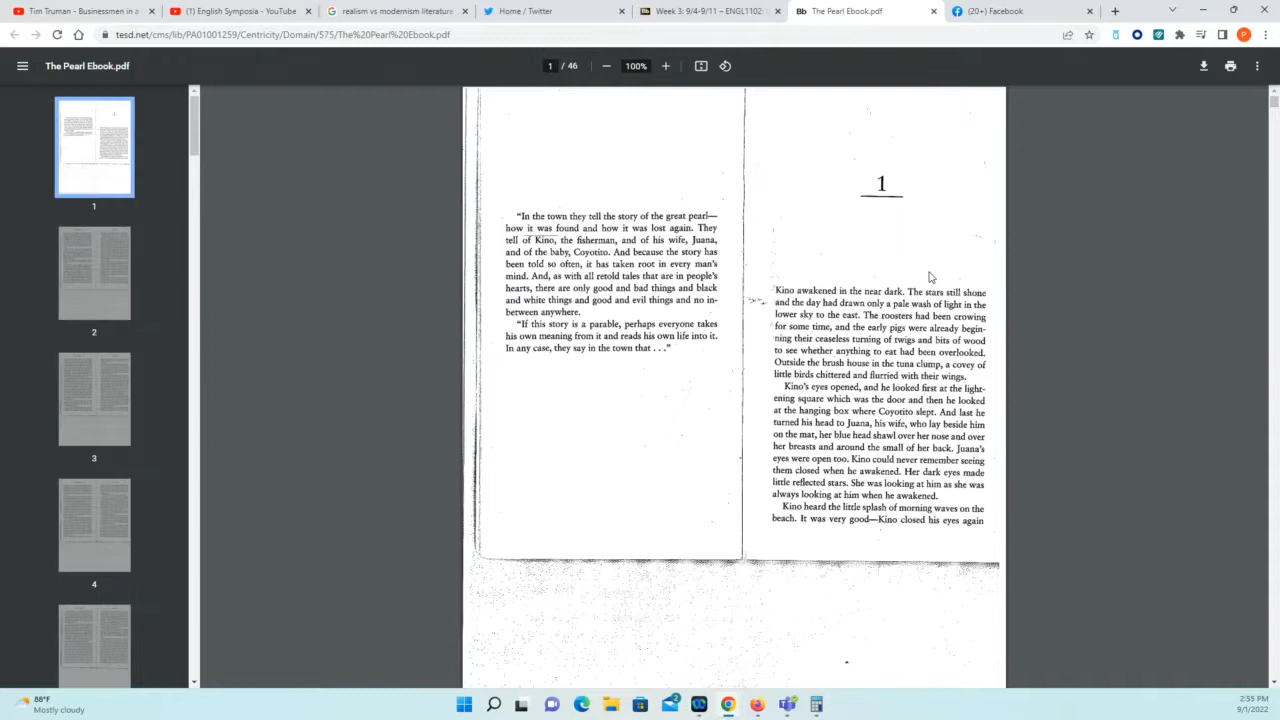 Tim Truman - Businessmen in a
(1) English Symposia - YouTube
realism vs modernism literature
Home / Twitter
Week 3: 9/4-9/11 – ENGL1102:
The Pearl Ebook.pdf
(20+) Facebook
tesd.net/cms/lib/PA01001259/Centricity/Domain/575/The%20Pearl%20Ebook.pdf
P
The Pearl Ebook.pdf
1 / 46
100%
1
2
3
4
“In the town they tell the story of the great pearl—
how it was found and how it was lost again. They
tell of Kino, the fisherman, and of his wife, Juana,
and of the baby, Coyotito. And because the story has
been told so often, it has taken root in every man's
mind. And, as with all retold tales that are in people's
hearts, there are only good and bad things and black
and white things and good and evil things and no in-
between anywhere.
“If this story is a parable, perhaps everyone takes
his own meaning from it and reads his own life into it.
In any case, they say in the town that . . .”
1
Kino awakened in the near dark. The stars still shone
and the day had drawn only a pale wash of light in the
lower sky to the east. The roosters had been crowing
for some time, and the early pigs were already begin-
ning their ceaseless turning of twigs and bits of wood
to see whether anything to eat had been overlooked.
Outside the brush house in the tuna clump, a covey of
little birds chittered and flurried with their wings.
Kino's eyes opened, and he looked first at the light-
ening square which was the door and then he looked
at the hanging box where Coyotito slept. And last he
turned his head to Juana, his wife, who lay beside him
on the mat, her blue head shawl over her nose and over
her breasts and around the small of her back. Juana's
eyes were open too. Kino could never remember seeing
them closed when he awakened. Her dark eyes made
little reflected stars. She was looking at him as she was
always looking at him when he awakened.
Kino heard the little splash of morning waves on the
beach. It was very good—Kino closed his eyes again
88°F
Mostly cloudy
2
2:55 PM
9/1/2022